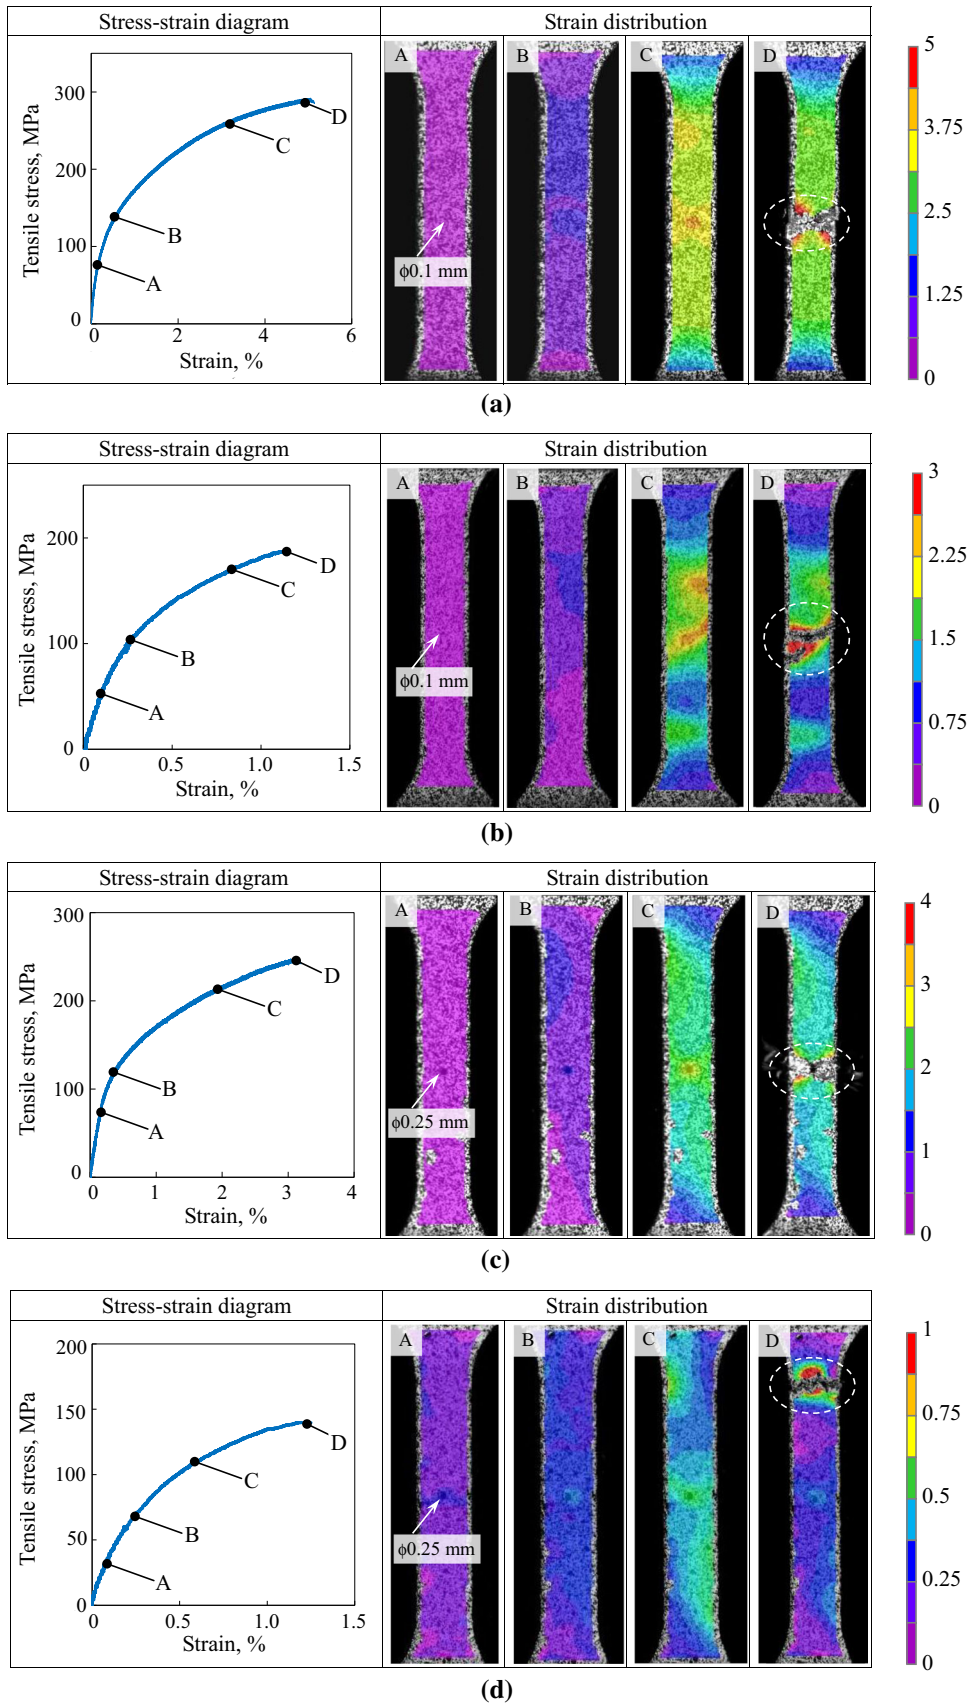 Stress-strain diagram
Strain distribution
Tensile stress, MPa
300
200
100
0
0
2
4
6
Strain, %
A
B
C
D
A
B
C
D
ϕ0.1 mm
5
3.75
2.5
1.25
0
(a)
Stress-strain diagram
Strain distribution
Tensile stress, MPa
200
100
0
0
0.5
1.0
1.5
Strain, %
A
B
C
D
A
B
C
D
ϕ0.1 mm
3
2.25
1.5
0.75
0
(b)
Stress-strain diagram
Strain distribution
Tensile stress, MPa
300
200
100
0
0
1
2
3
4
Strain, %
A
B
C
D
A
B
C
D
ϕ0.25 mm
4
3
2
1
0
(c)
Stress-strain diagram
Strain distribution
Tensile stress, MPa
200
150
100
50
0
0
0.5
1.0
1.5
Strain, %
A
B
C
D
A
B
C
D
ϕ0.25 mm
1
0.75
0.5
0.25
0
(d)